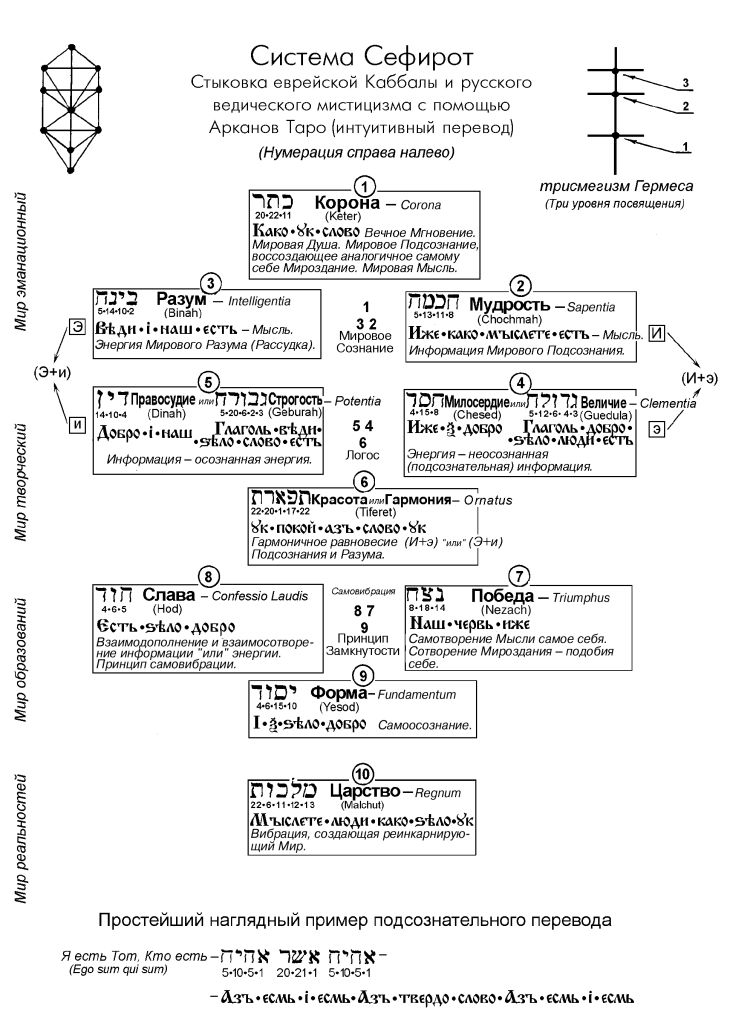 Система Сефирот
Стыковка еврейской Каббалы и русского
ведического мистицизма с помощью
Арканов Таро (интуитивный перевод)
(Нумерация справа налево)
3
2
1
трисмегизм Гермеса
(Три уровня посвящения)
Мир эманационный
1
כתר Корона – Corona
20•22•11 (Keter)
Како•ук•слово Вечное Мгновение.
Мировая Душа. Мировое Подсознание,
воссоздающее аналогичное самому
себе Мироздание. Мировая Мысль.
3
בינה Разум – Intelligentia
5•14•10•2 (Binah)
Вѣди•і•наш•есть – Мысль.
Энергия Мирового Разума (Рассудка).
1
3 2
Мировое
Сознание
2
חכמה Мудрость – Sapentia
5•13•11•8 (Chochmah)
Иже•како•мыслете•есть – Мысль.
Информация Мирового Подсознания.
Э
(Э+и)
и
И
(И+э)
э
Мир творческий
5
דין Правосудие или גבורה Строгость – Potentia
14•10•4 (Dinah) 5•20•6•2•3 (Geburah)
Добро•і•наш Глаголь•вѣди•
•ѕѣло•слово•есть
Информация – осознанная энергия.
5 4
6
Логос
4
חסד Милосердие или גדולה Величие – Clementia
4•15•8 (Chesed) 5•12•6•4•3 (Guedula)
Иже•ѯ•добро Глаголь•добро•
•ѕѣло•люди•есть
Энергия – неосознанная
(подсознательная) информация.
6
תפארת Красота или Гармония – Ornatus
22•20•1•17•22 (Tiferet)
ук•покой•азъ•слово•ук
Гармоничное равновесие (И+э) "или" (Э+и)
Подсознания и Разума.
Мир образований
8
הוד Слава – Confessio Laudis
4•6•5 (Hod)
Есть•ѕѣло•добро
Взаимодополнение и взаимосотворе-
ние информации "или" энергии.
Принцип самовибрации.
Самовибрация
8 7
9
Принцип
Замкнутости
7
נצח Победа – Triumphus
8•18•14 (Nezach)
Наш•червь•иже
Самотворение Мысли самое себя.
Сотворение Мироздания – подобия
себе.
9
יסוד Форма – Fundamentum
4•6•15•10 (Yesod)
І•ѯ•ѕѣло•добро Самоосознание.
Мир реальностей
10
מלכות Царство – Regnum
22•6•11•12•13 (Malchut)
Мыслете•люди•како•ѕѣло•ук
Вибрация, создающая реинкарнирую-
щий Мир.
Простейший наглядный пример подсознательного перевода
Я есть Тот, Кто есть – אהיה אשר אהיה –
(Ego sum qui sum) 5•10•5•1 20•21•1 5•10•5•1
– Азъ•есмь•і•есмь•Азъ•твердо•слово•Азъ•есмь•і•есмь